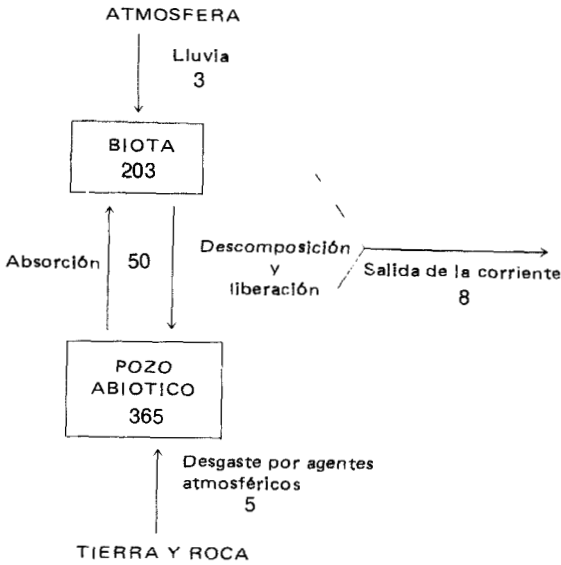 ATMOSFERA
Lluvia
3
BIOTA
203
Absorción
50
Descomposición
y
liberación
Salida de la corriente
8
POZO
ABIOTICO
365
Desgaste por agentes
atmosféricos
5
TIERRA Y ROCA